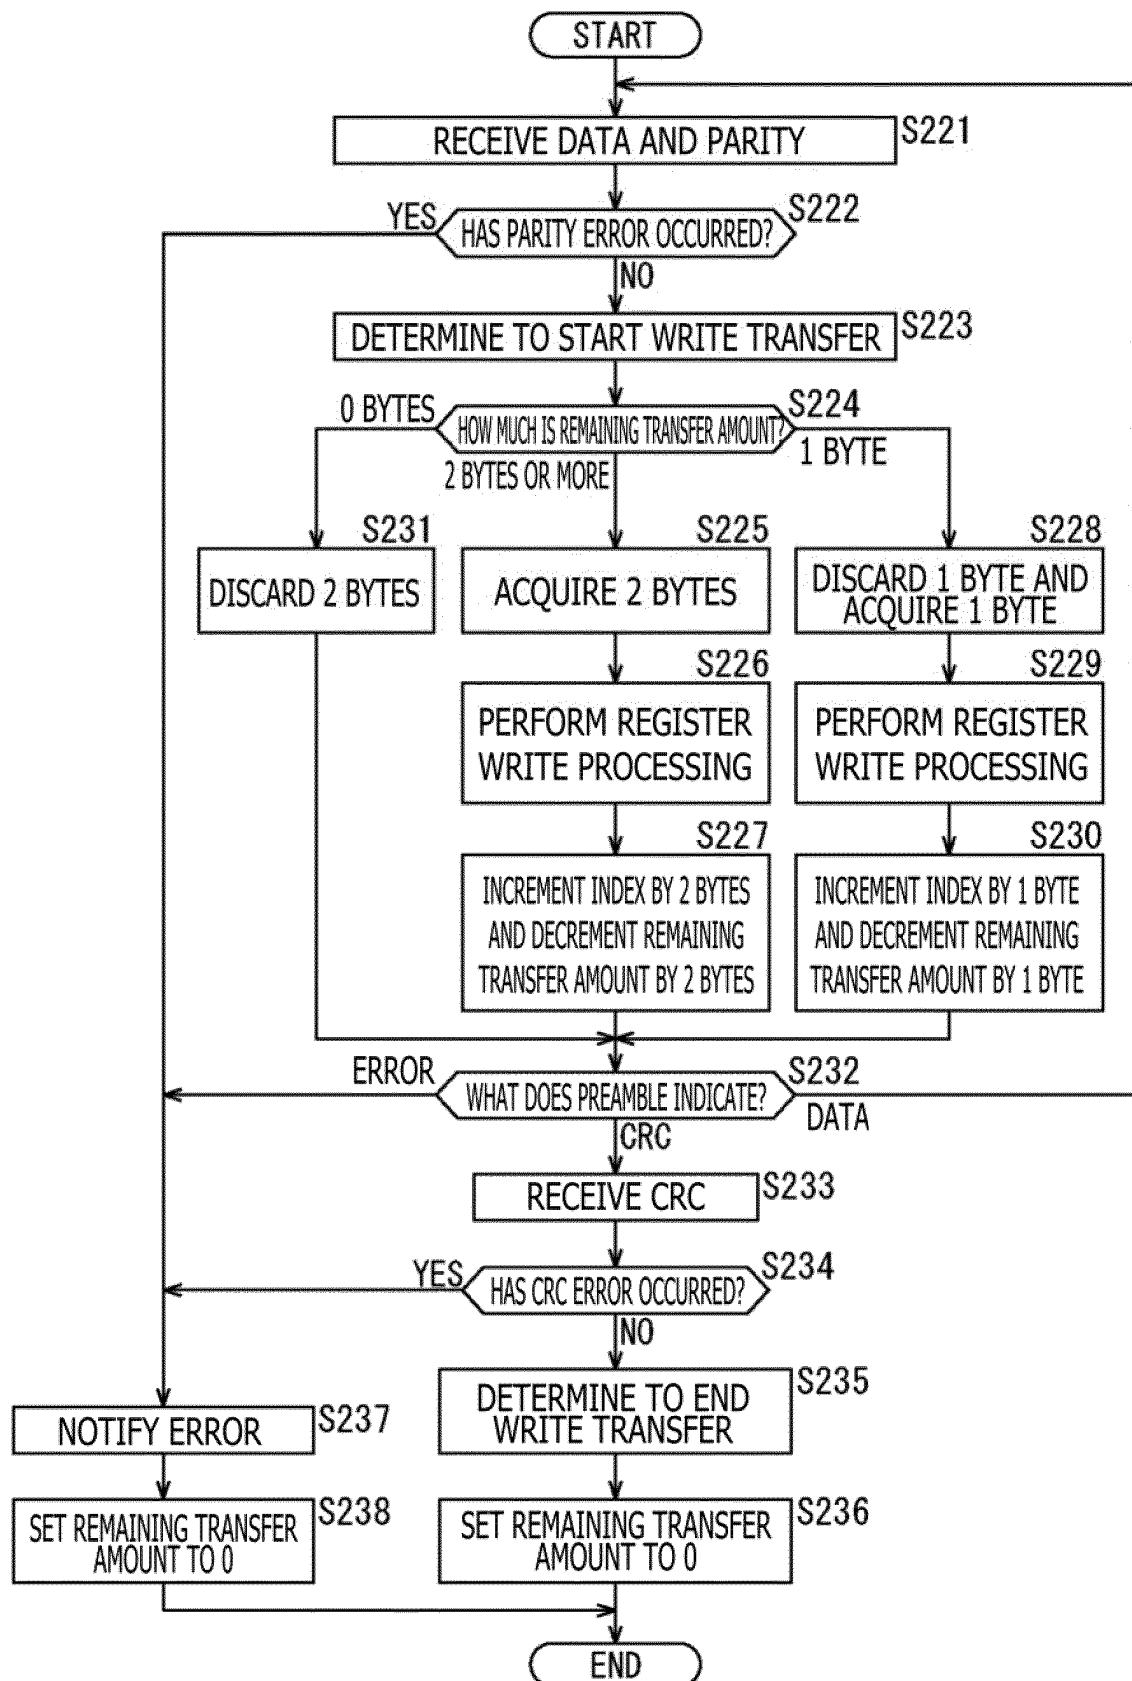 START
RECEIVE DATA AND PARITY
S221
YES
HAS PARITY ERROR OCCURRED?
S222
NO
DETERMINE TO START WRITE TRANSFER
S223
0 BYTES
HOW MUCH IS REMAINING TRANSFER AMOUNT?
S224
1 BYTE
2 BYTES OR MORE
S231
DISCARD 2 BYTES
S225
ACQUIRE 2 BYTES
S228
DISCARD 1 BYTE AND
ACQUIRE 1 BYTE
S226
PERFORM REGISTER
WRITE PROCESSING
S229
PERFORM REGISTER
WRITE PROCESSING
S227
INCREMENT INDEX BY 2 BYTES
AND DECREMENT REMAINING
TRANSFER AMOUNT BY 2 BYTES
S230
INCREMENT INDEX BY 1 BYTE
AND DECREMENT REMAINING
TRANSFER AMOUNT BY 1 BYTE
ERROR
WHAT DOES PREAMBLE INDICATE?
S232
DATA
CRC
RECEIVE CRC
S233
YES
HAS CRC ERROR OCCURRED?
S234
NO
DETERMINE TO END
WRITE TRANSFER
S235
NOTIFY ERROR
S237
SET REMAINING TRANSFER
AMOUNT TO 0
S238
SET REMAINING TRANSFER
AMOUNT TO 0
S236
END